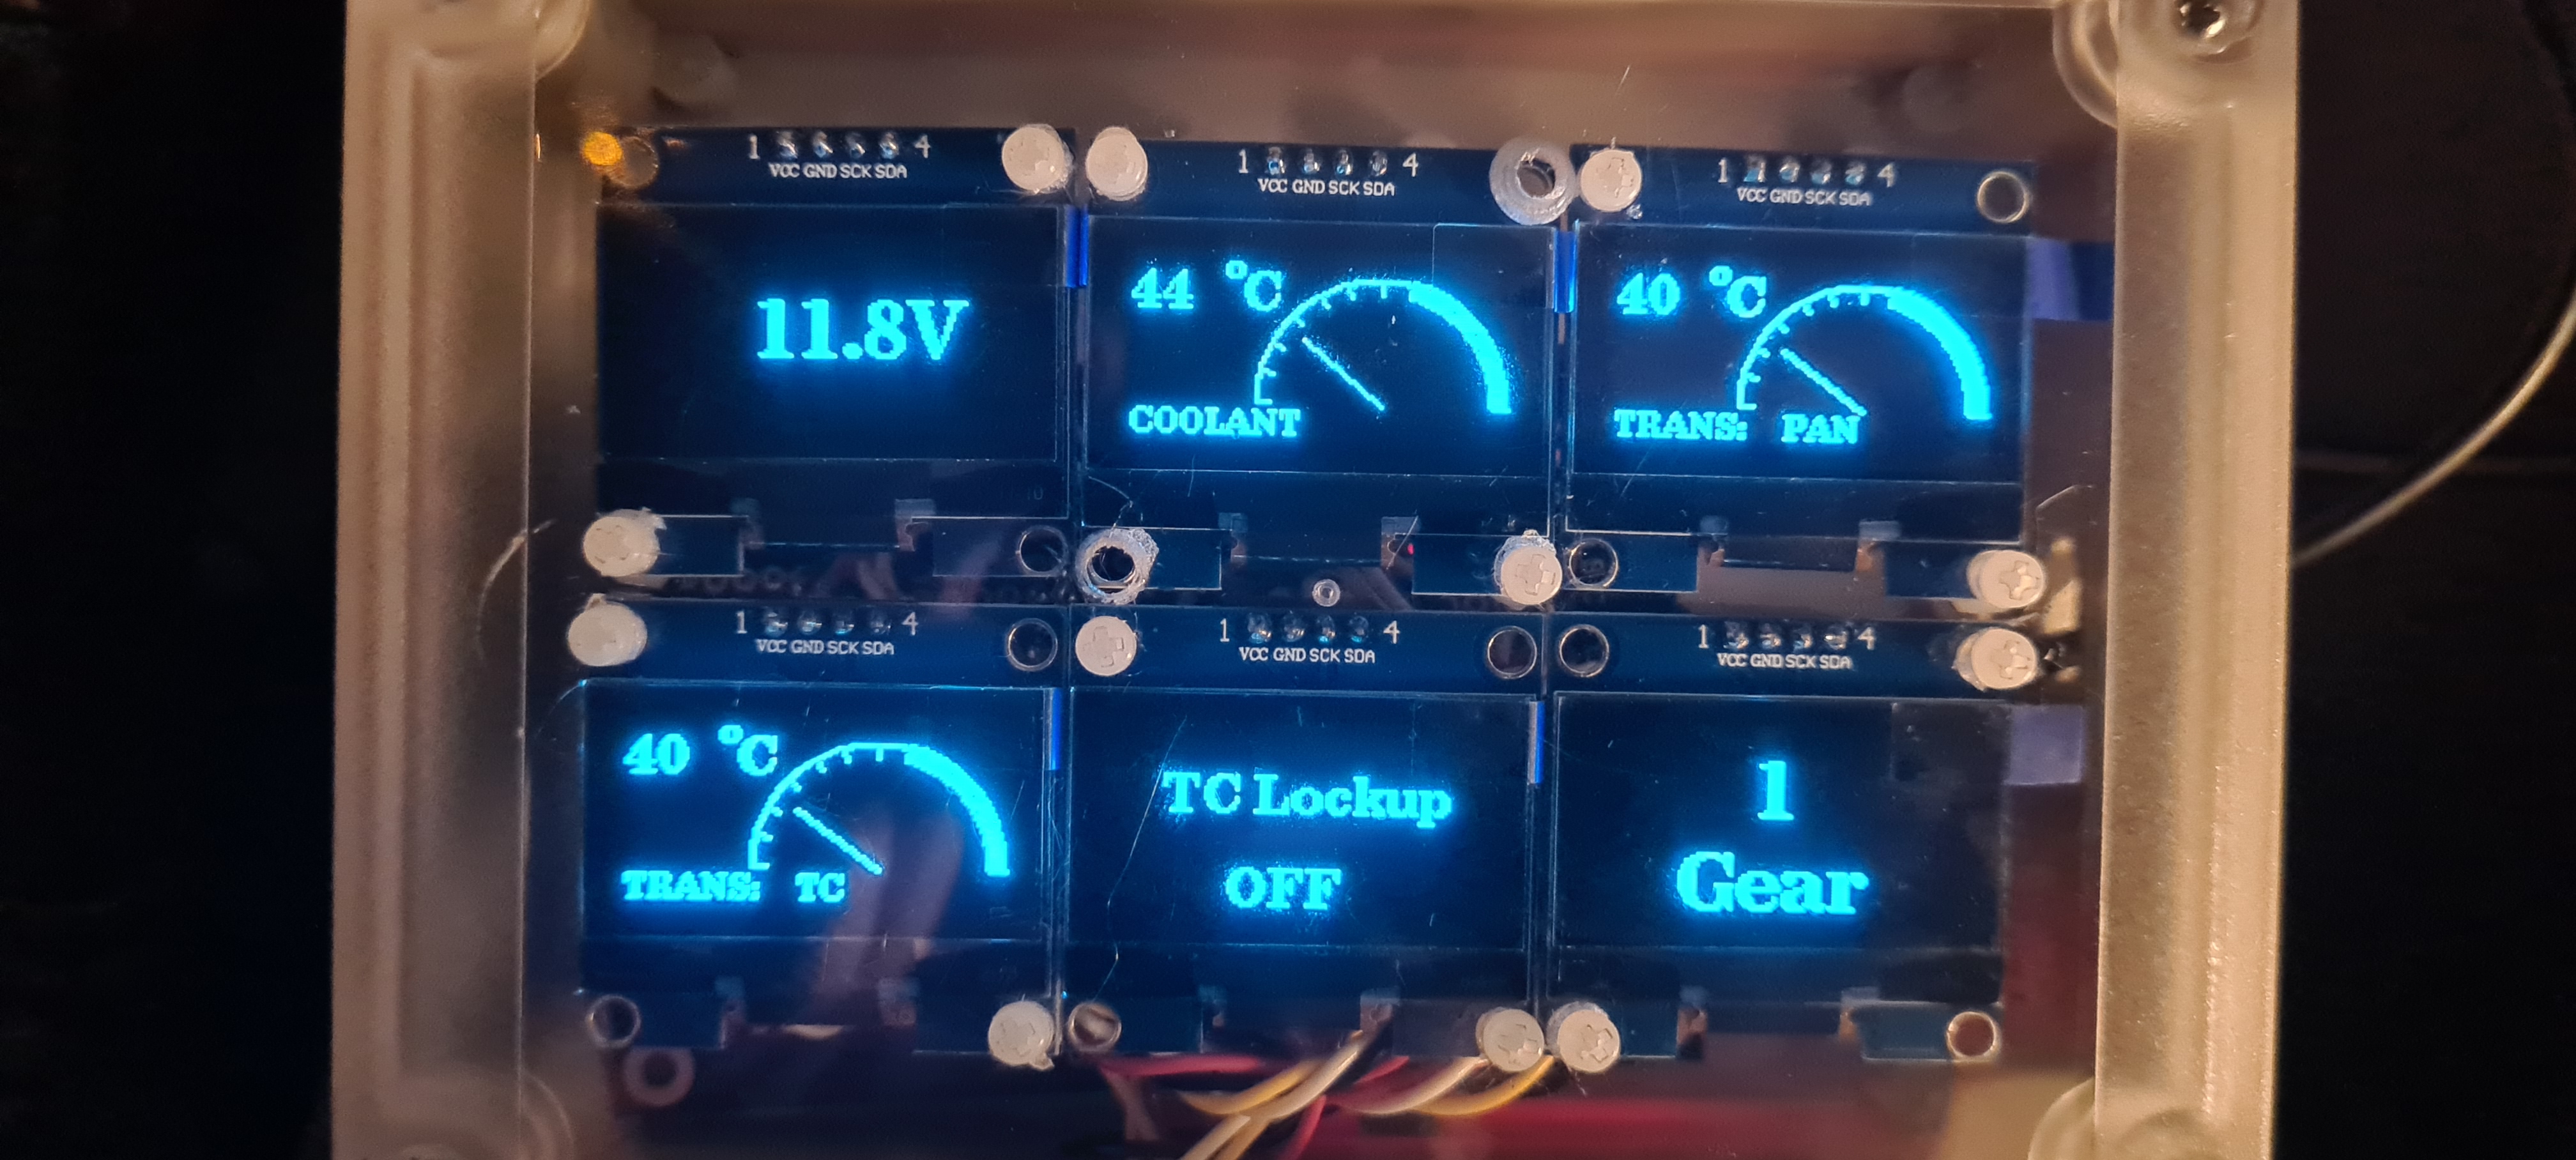 1 4
VCC GND SCK SDA
11.8V
1 4
VCC GND SCK SDA
44 °C
COOLANT
1 4
VCC GND SCK SDA
40 °C
TRANS: PAN
1 4
VCC GND SCK SDA
40 °C
TRANS: TC
1 4
VCC GND SCK SDA
TC Lockup
OFF
1 4
VCC GND SCK SDA
1
Gear